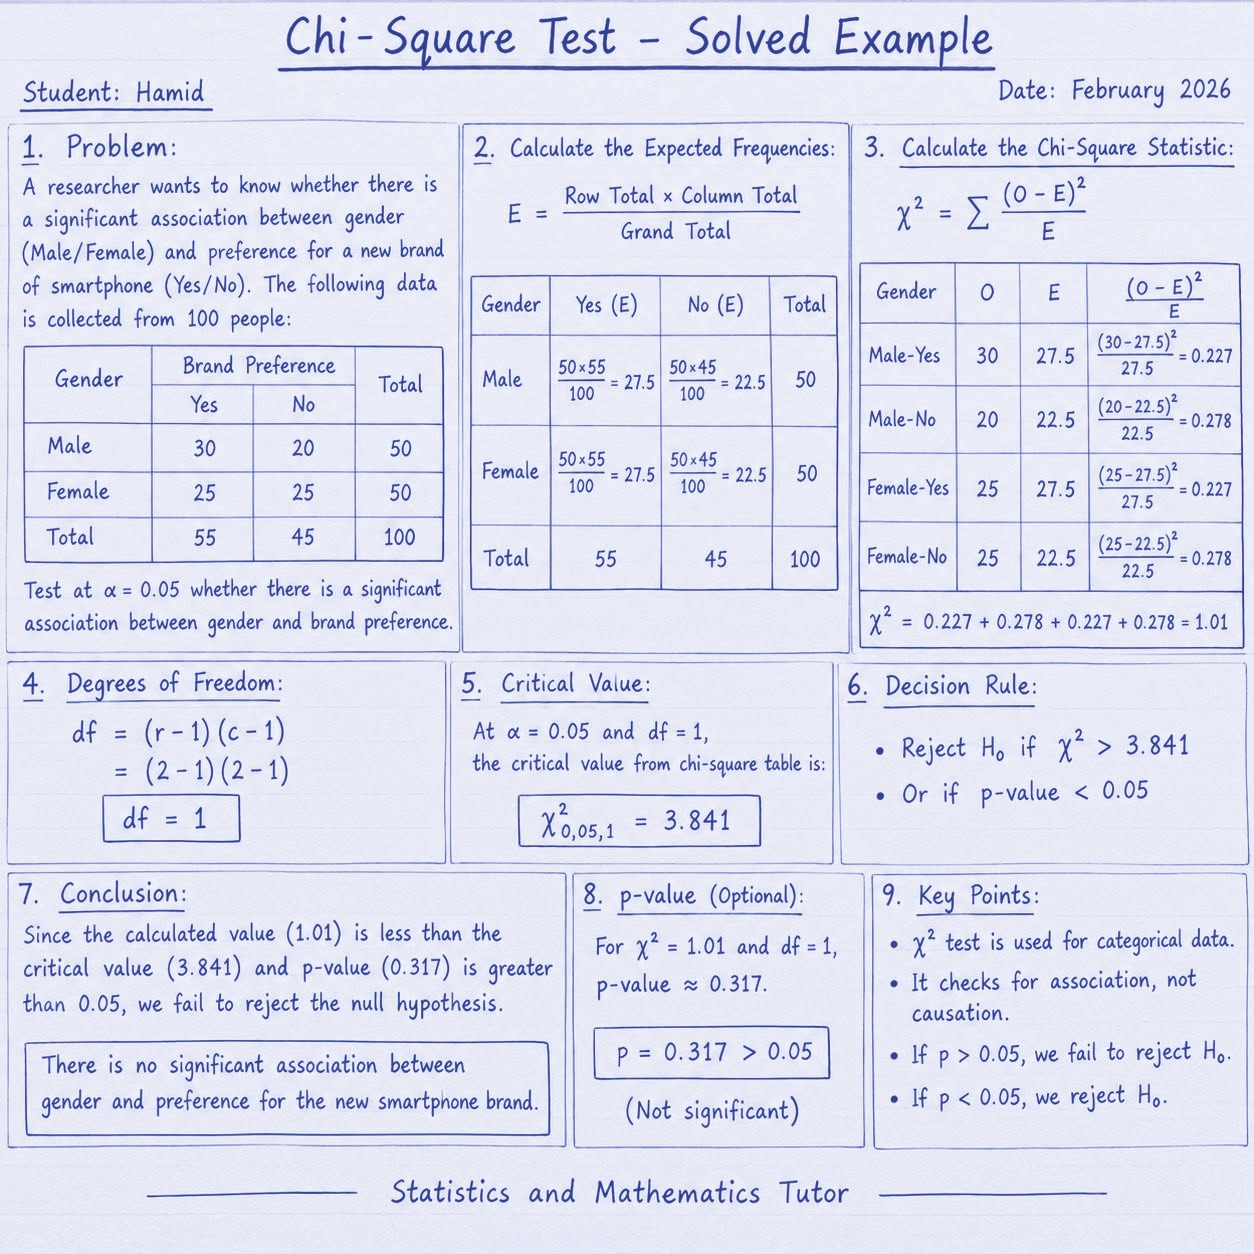 Chi-Square Test – Solved Example
Student: Hamid
Date: February 2026
1. Problem:
A researcher wants to know whether there is
a significant association between gender
(Male/Female) and preference for a new brand
of smartphone (Yes/No). The following data
is collected from 100 people:
Gender | Brand Preference | Total
Yes | No
Male | 30 | 20 | 50
Female | 25 | 25 | 50
Total | 55 | 45 | 100
Test at α = 0.05 whether there is a significant
association between gender and brand preference.
2. Calculate the Expected Frequencies:
E = (Row Total × Column Total) / Grand Total
Gender | Yes (E) | No (E) | Total
Male | 50×55/100 = 27.5 | 50×45/100 = 22.5 | 50
Female | 50×55/100 = 27.5 | 50×45/100 = 22.5 | 50
Total | 55 | 45 | 100
3. Calculate the Chi-Square Statistic:
χ² = ∑ (O – E)² / E
Gender | O | E | (O – E)² / E
Male-Yes | 30 | 27.5 | (30–27.5)²/27.5 = 0.227
Male-No | 20 | 22.5 | (20–22.5)²/22.5 = 0.278
Female-Yes | 25 | 27.5 | (25–27.5)²/27.5 = 0.227
Female-No | 25 | 22.5 | (25–22.5)²/22.5 = 0.278
χ² = 0.227 + 0.278 + 0.227 + 0.278 = 1.01
4. Degrees of Freedom:
df = (r – 1) (c – 1)
= (2 – 1) (2 – 1)
df = 1
5. Critical Value:
At α = 0.05 and df = 1,
the critical value from chi-square table is:
χ²0,05,1 = 3.841
6. Decision Rule:
• Reject H₀ if χ² > 3.841
• Or if p-value < 0.05
7. Conclusion:
Since the calculated value (1.01) is less than the
critical value (3.841) and p-value (0.317) is greater
than 0.05, we fail to reject the null hypothesis.
There is no significant association between
gender and preference for the new smartphone brand.
8. p-value (Optional):
For χ² = 1.01 and df = 1,
p-value ≈ 0.317.
p = 0.317 > 0.05
(Not significant)
9. Key Points:
• χ² test is used for categorical data.
• It checks for association, not
causation.
• If p > 0.05, we fail to reject H₀.
• If p < 0.05, we reject H₀.
Statistics and Mathematics Tutor